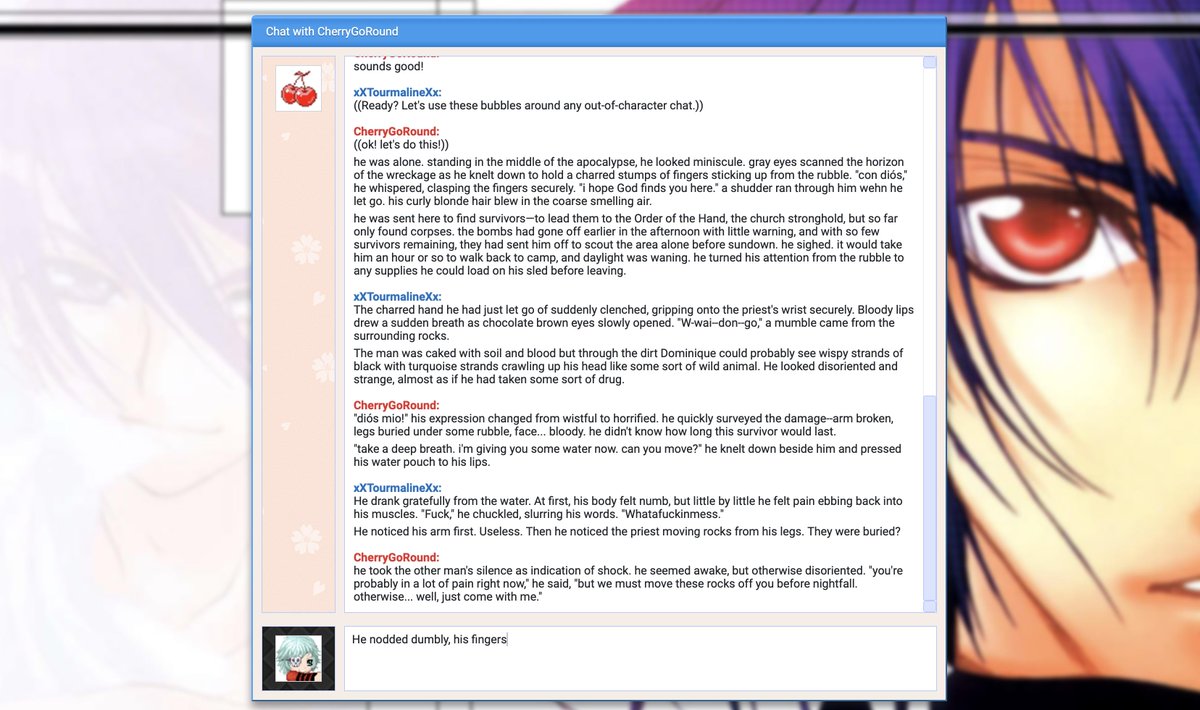 Chat with CherryGoRound
CherryGoRound:
sounds good!
xXTourmalineXx:
((Ready? Let's use these bubbles around any out-of-character chat.))
CherryGoRound:
((ok! let's do this!))
he was alone. standing in the middle of the apocalypse, he looked miniscule. gray eyes scanned the horizon
of the wreckage as he knelt down to hold a charred stumps of fingers sticking up from the rubble. "con diós,"
he whispered, clasping the fingers securely. "i hope God finds you here." a shudder ran through him wehn he
let go. his curly blonde hair blew in the coarse smelling air.
he was sent here to find survivors—to lead them to the Order of the Hand, the church stronghold, but so far
only found corpses. the bombs had gone off earlier in the afternoon with little warning, and with so few
survivors remaining, they had sent him off to scout the area alone before sundown. he sighed. it would take
him an hour or so to walk back to camp, and daylight was waning. he turned his attention from the rubble to
any supplies he could load on his sled before leaving.
xXTourmalineXx:
The charred hand he had just let go of suddenly clenched, gripping onto the priest's wrist securely. Bloody lips
drew a sudden breath as chocolate brown eyes slowly opened. "W-wai–don–go," a mumble came from the
surrounding rocks.
The man was caked with soil and blood but through the dirt Dominique could probably see wispy strands of
black with turquoise strands crawling up his head like some sort of wild animal. He looked disoriented and
strange, almost as if he had taken some sort of drug.
CherryGoRound:
"diós mio!" his expression changed from wistful to horrified. he quickly surveyed the damage–arm broken,
legs buried under some rubble, face... bloody. he didn't know how long this survivor would last.
"take a deep breath. i'm giving you some water now. can you move?" he knelt down beside him and pressed
his water pouch to his lips.
xXTourmalineXx:
He drank gratefully from the water. At first, his body felt numb, but little by little he felt pain ebbing back into
his muscles. "Fuck," he chuckled, slurring his words. "Whatafuckinmess."
He noticed his arm first. Useless. Then he noticed the priest moving rocks from his legs. They were buried?
CherryGoRound:
he took the other man's silence as indication of shock. he seemed awake, but otherwise disoriented. "you're
probably in a lot of pain right now," he said, "but we must move these rocks off you before nightfall.
otherwise... well, just come with me."
He nodded dumbly, his fingers